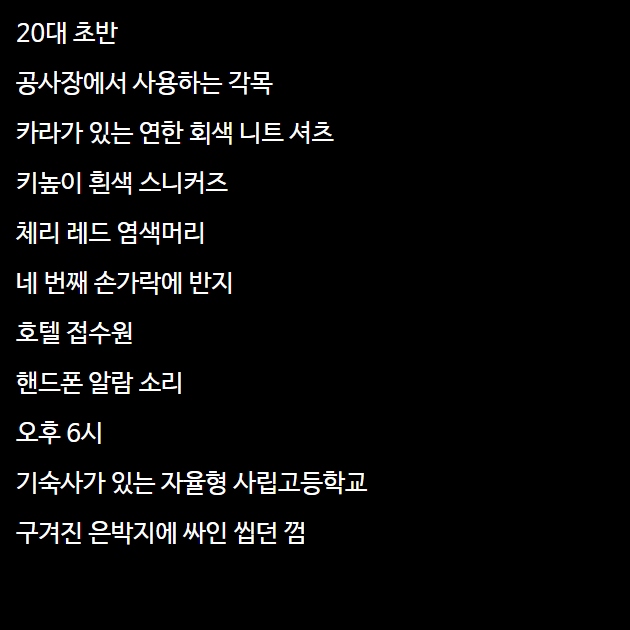 20대 초반
공사장에서 사용하는 각목
카라가 있는 연한 회색 니트 셔츠
키높이 흰색 스니커즈
체리 레드 염색머리
네 번째 손가락에 반지
호텔 접수원
핸드폰 알람 소리
오후 6시
기숙사가 있는 자율형 사립고등학교
구겨진 은박지에 싸인 씹던 껌